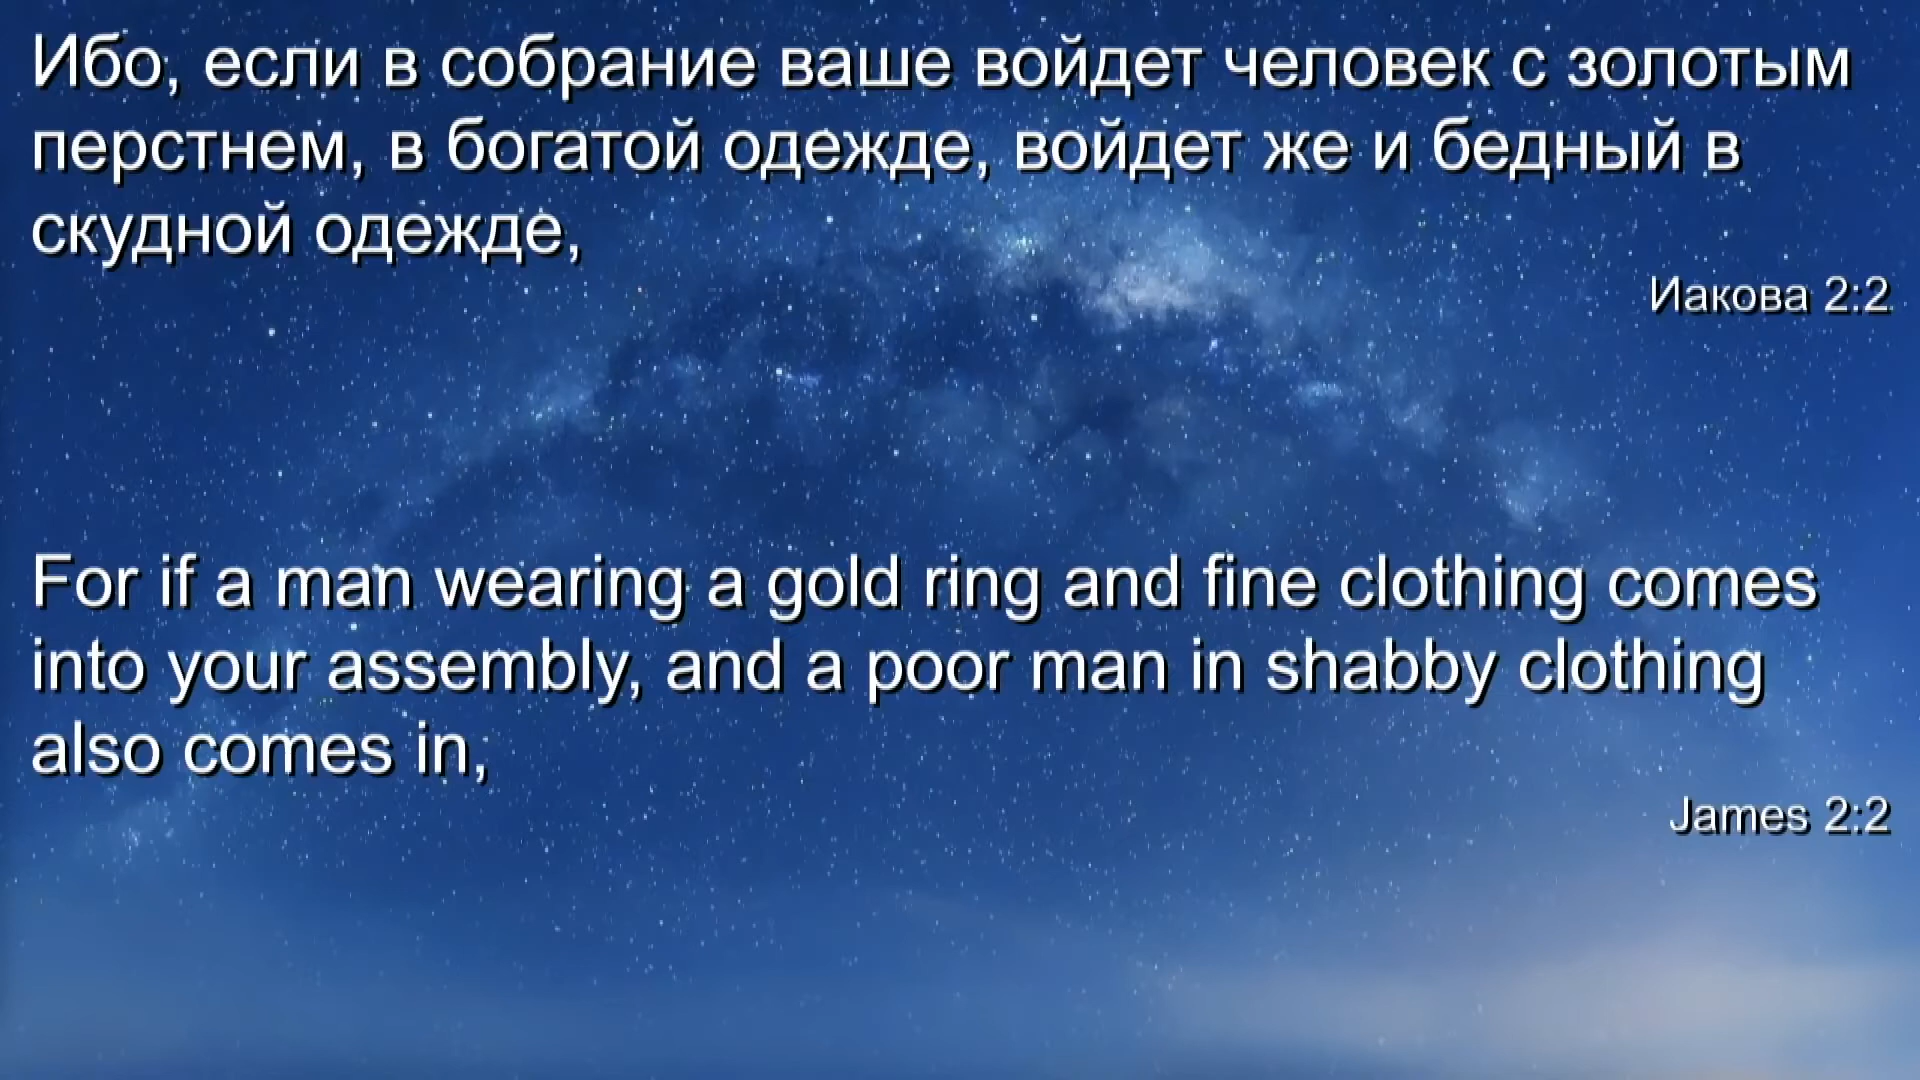 Ибо, если в собрание ваше войдет человек с золотым
перстнем, в богатой одежде, войдет же и бедный в
скудной одежде,
Иакова 2:2
For if a man wearing a gold ring and fine clothing comes
into your assembly, and a poor man in shabby clothing
also comes in,
James 2:2